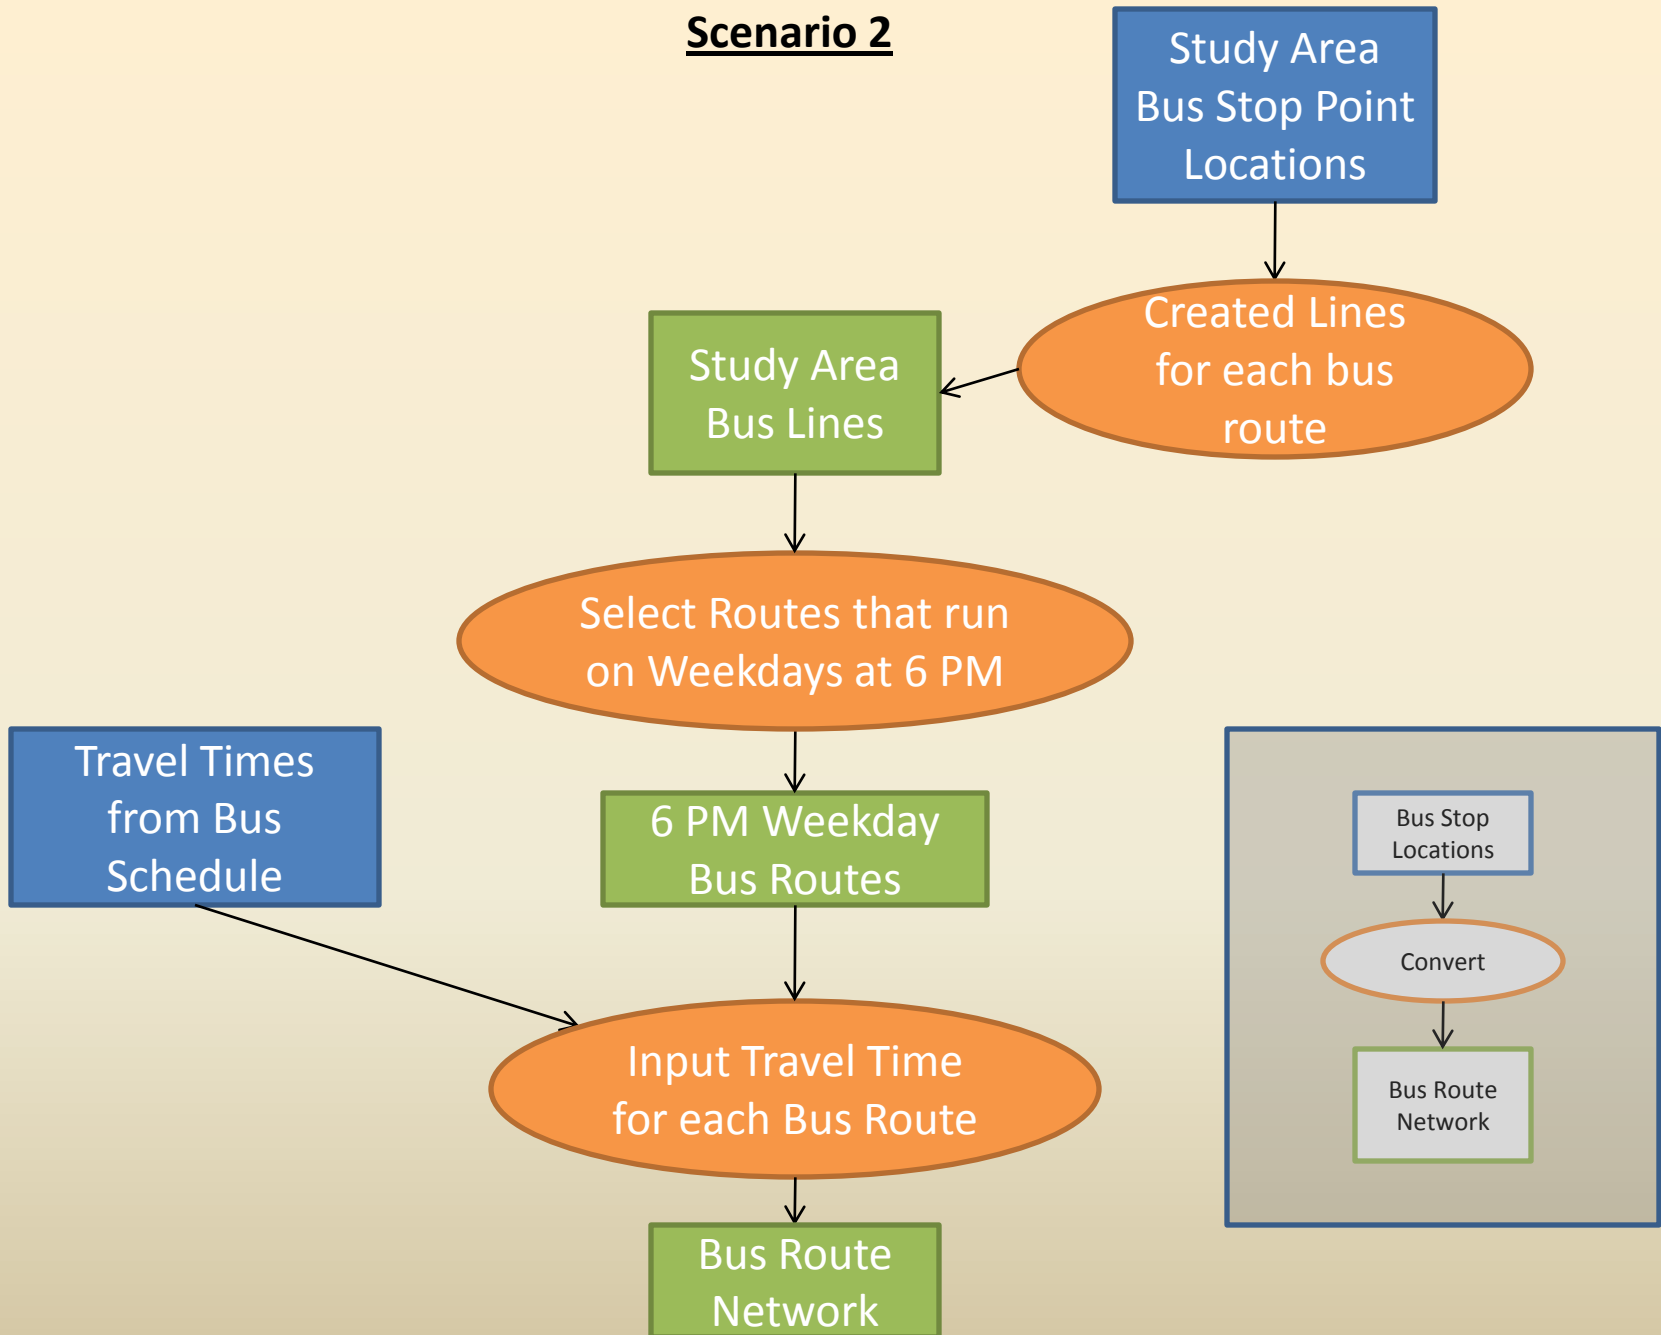 Scenario 2
Study Area
Bus Stop Point
Locations
Created Lines
for each bus
route
Study Area
Bus Lines
Select Routes that run
on Weekdays at 6 PM
Travel Times
from Bus
Schedule
6 PM Weekday
Bus Routes
Input Travel Time
for each Bus Route
Bus Route
Network
Bus Stop
Locations
Convert
Bus Route
Network